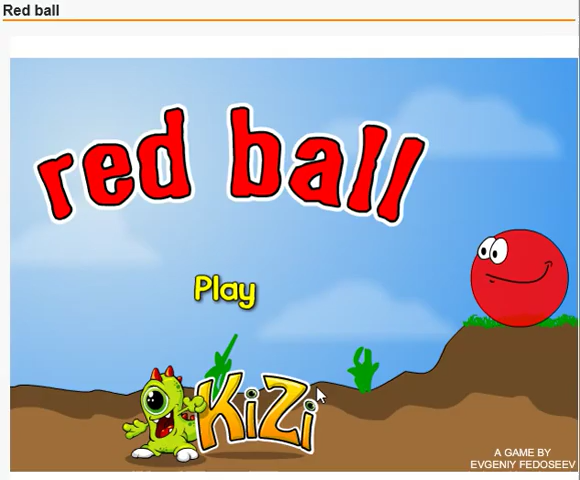 Red ball
red ball
Play
KiZi
A GAME BY
EVGENIY FEDOSEEV